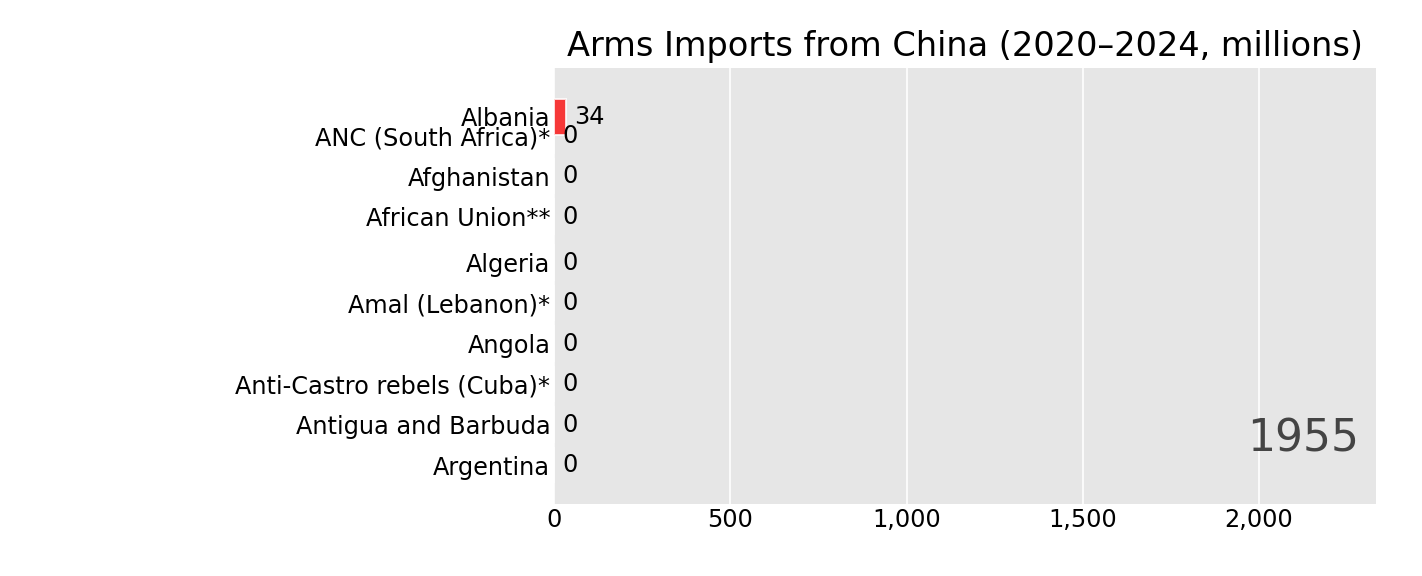 Arms Imports from China (2020–2024, millions)
Albania 34
ANC (South Africa)* 0
Afghanistan 0
African Union** 0
Algeria 0
Amal (Lebanon)* 0
Angola 0
Anti-Castro rebels (Cuba)* 0
Antigua and Barbuda 0
1955
Argentina 0
0 500 1,000 1,500 2,000